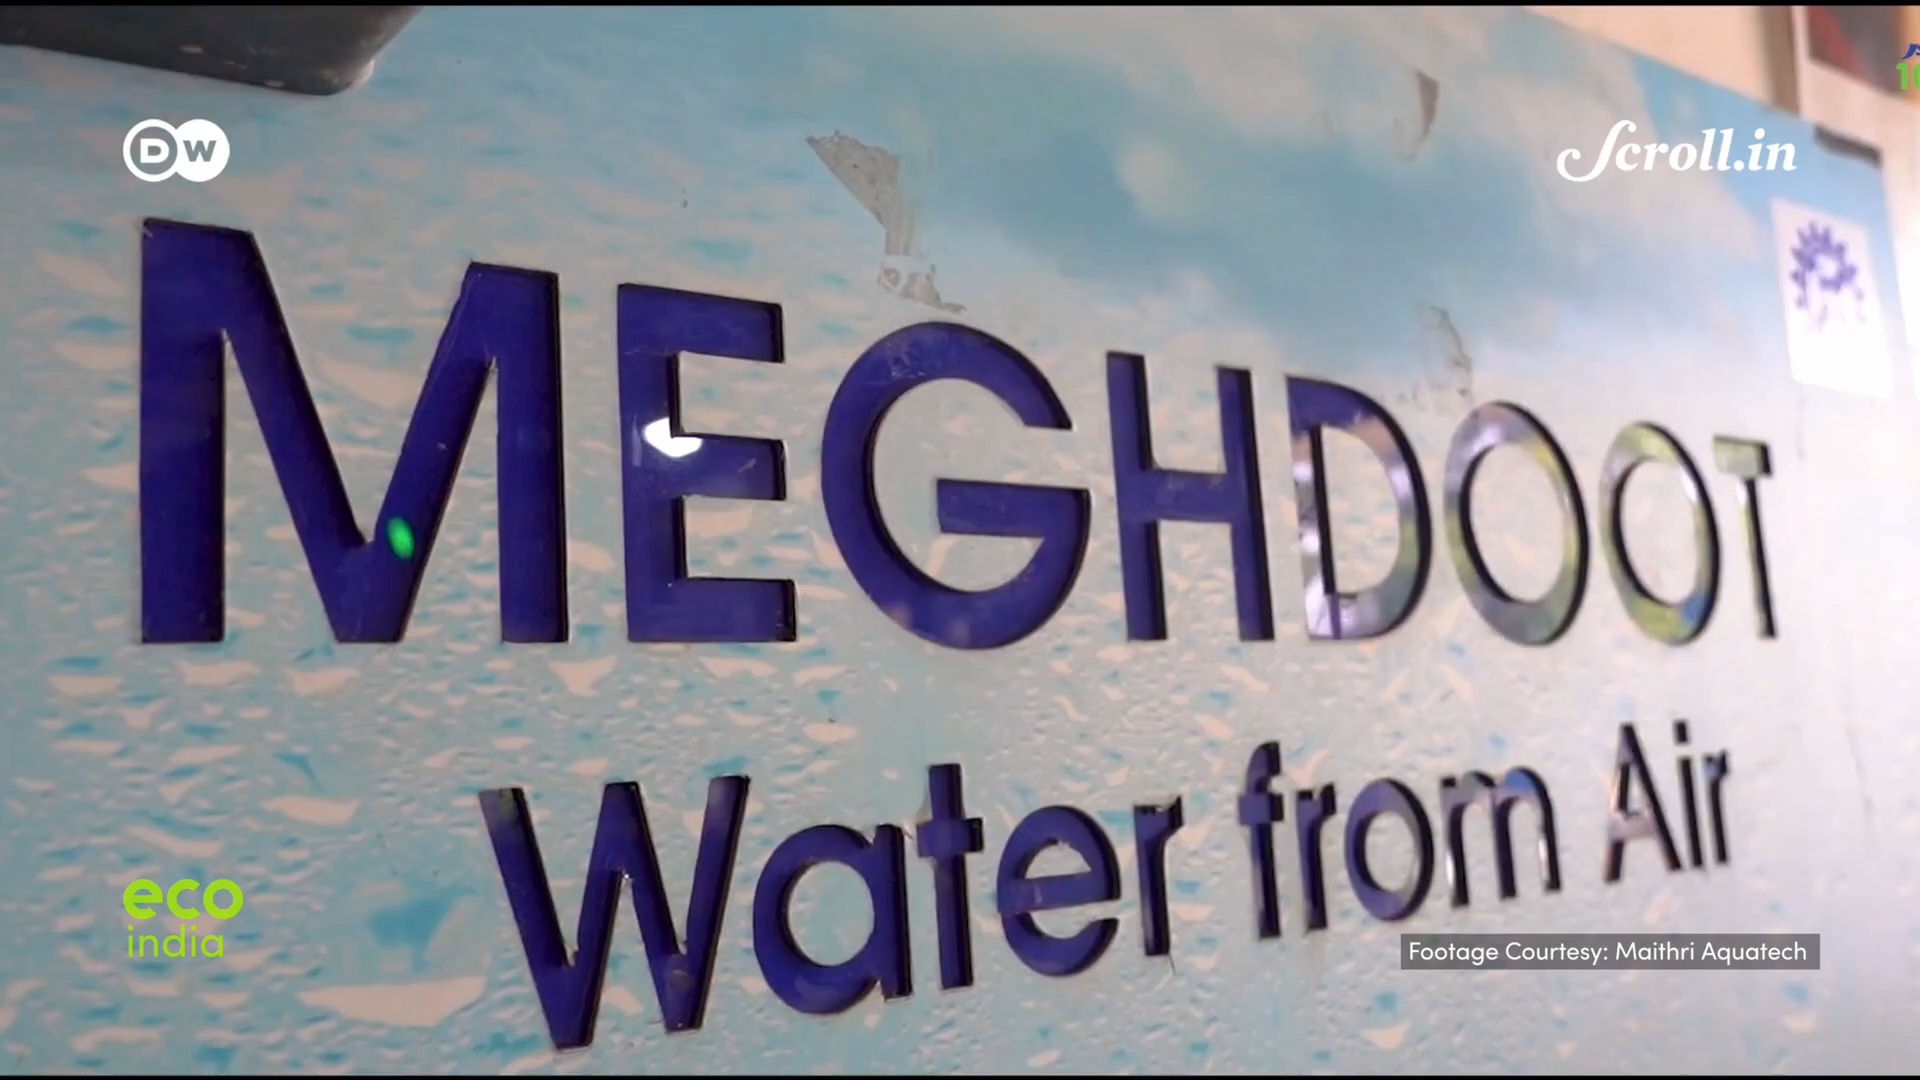 DW
Scroll.in
MEGHDOOT
Water from Air
eco
india
Footage Courtesy: Maithri Aquatech